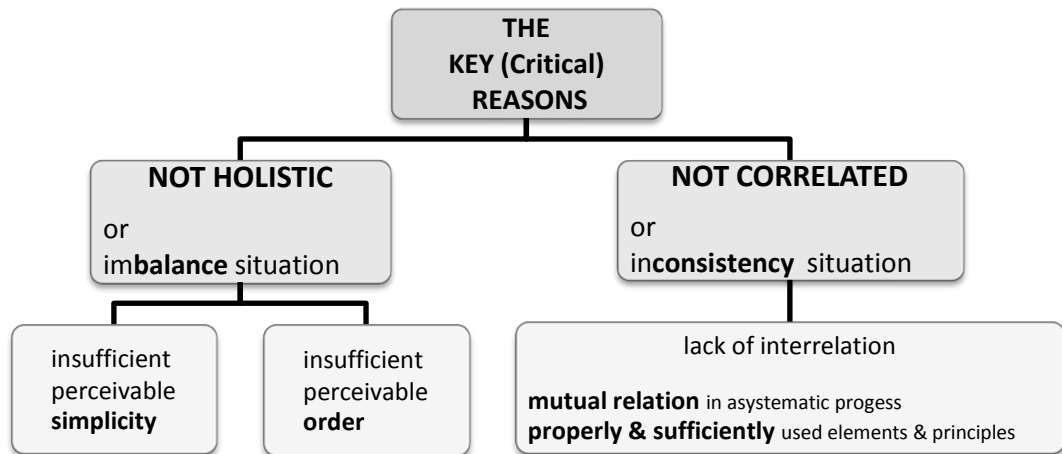 THE
KEY (Critical)
REASONS
NOT HOLISTIC
or
imbalance situation
NOT CORRELATED
or
inconsistency situation
insufficient
perceivable
simplicity
insufficient
perceivable
order
lack of interrelation
mutual relation in asystematic progess
properly & sufficiently used elements & principles